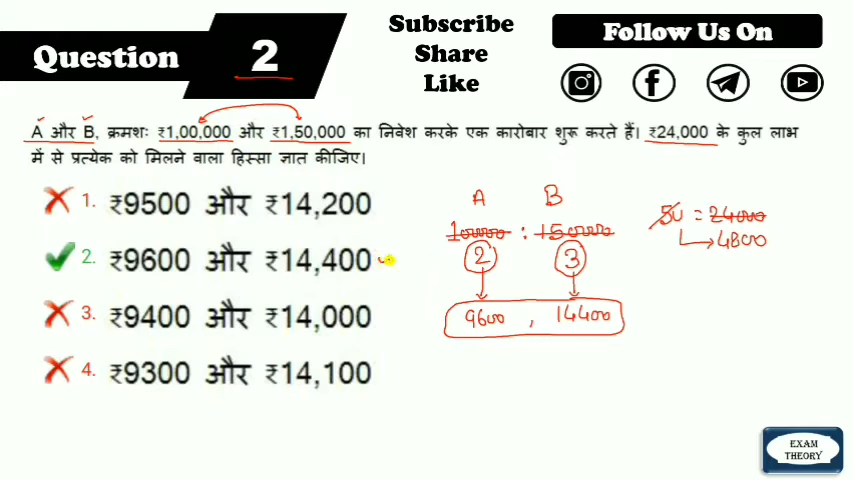 Question 2
Subscribe
Share
Like
Follow Us On
A और B, क्रमशः ₹1,00,000 और ₹1,50,000 का निवेश करके एक कारोबार शुरू करते हैं। ₹24,000 के कुल लाभ
में से प्रत्येक को मिलने वाला हिस्सा ज्ञात कीजिए।
1. ₹9500 और ₹14,200
2. ₹9600 और ₹14,400
3. ₹9400 और ₹14,000
4. ₹9300 और ₹14,100
A B
100000 : 150000
2 3
9600 , 14400
5U = 24000
4800
EXAM
THEORY